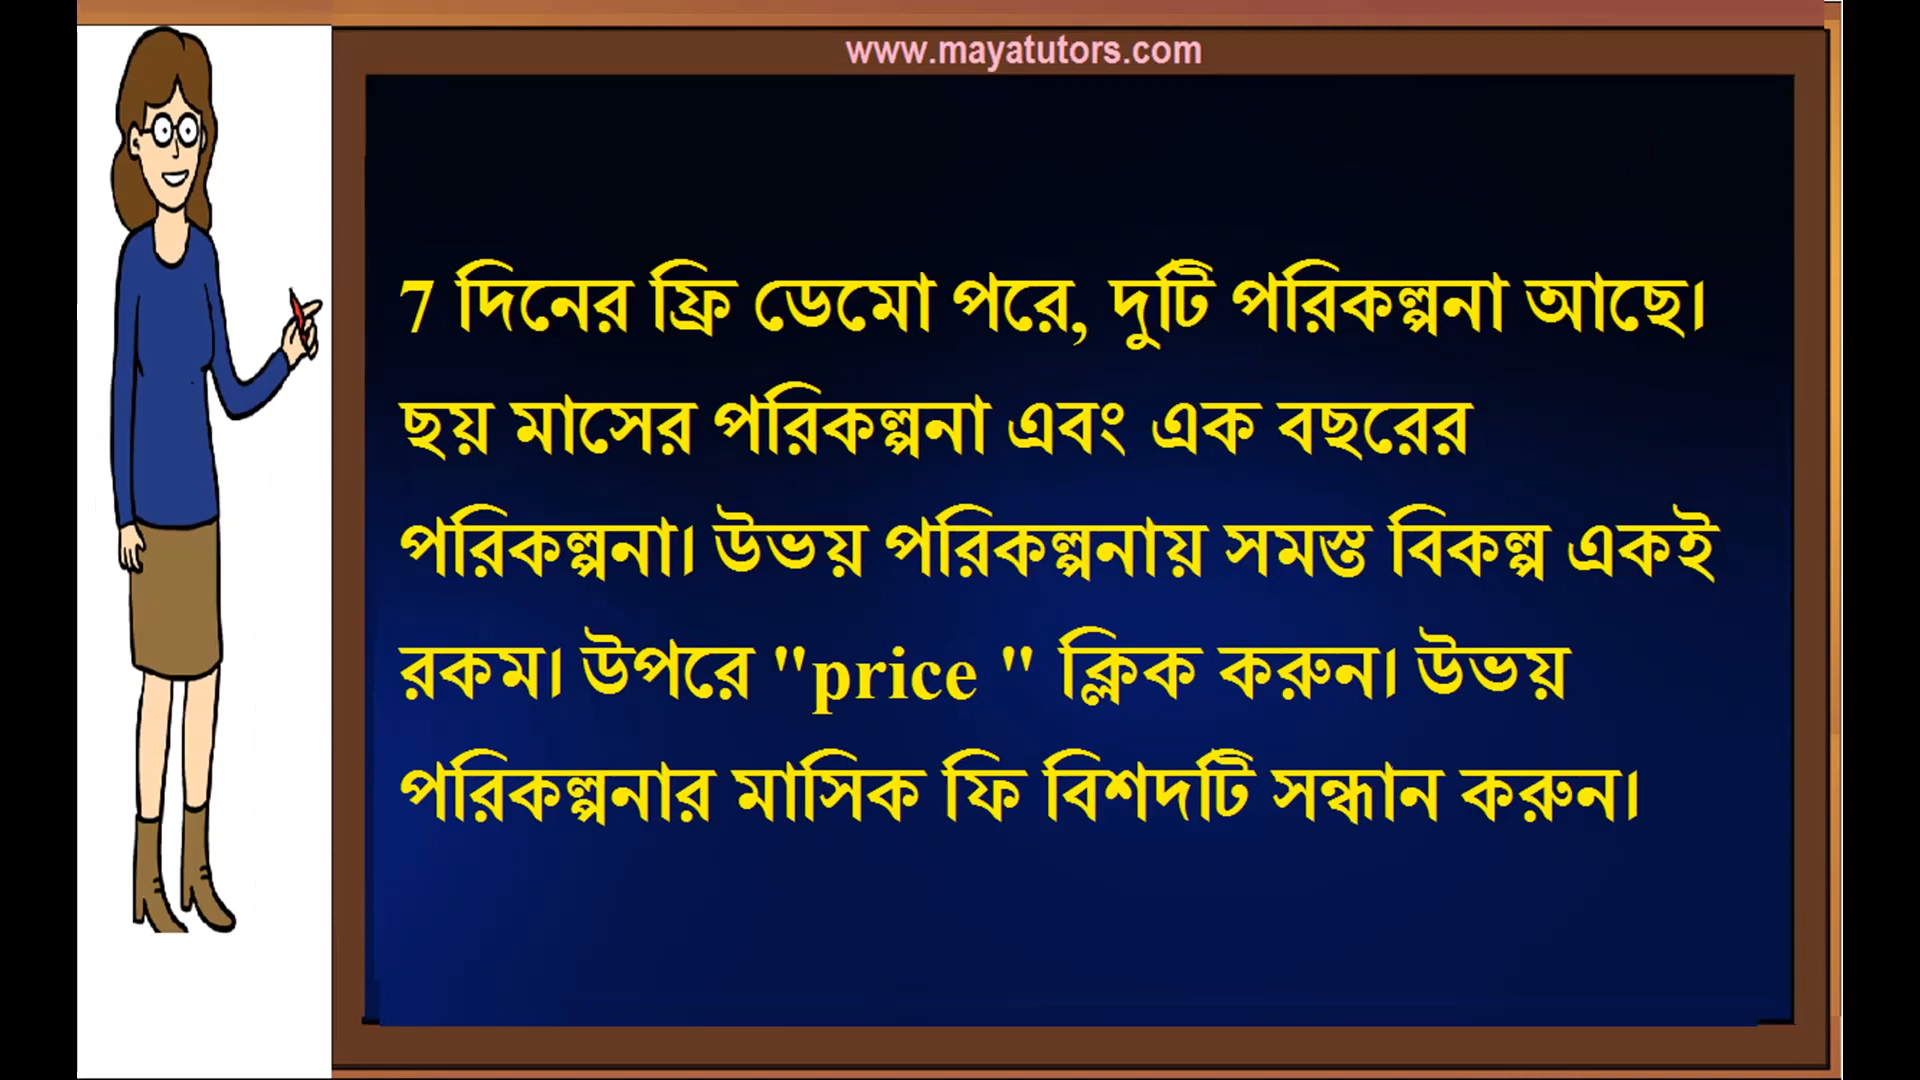 www.mayatutors.com
7 দিনের ফ্রি ডেমো পরে, দুটি পরিকল্পনা আছে।
ছয় মাসের পরিকল্পনা এবং এক বছরের
পরিকল্পনা। উভয় পরিকল্পনায় সমস্ত বিকল্প একই
রকম। উপরে "price " ক্লিক করুন। উভয়
পরিকল্পনার মাসিক ফি বিশদটি সন্ধান করুন।